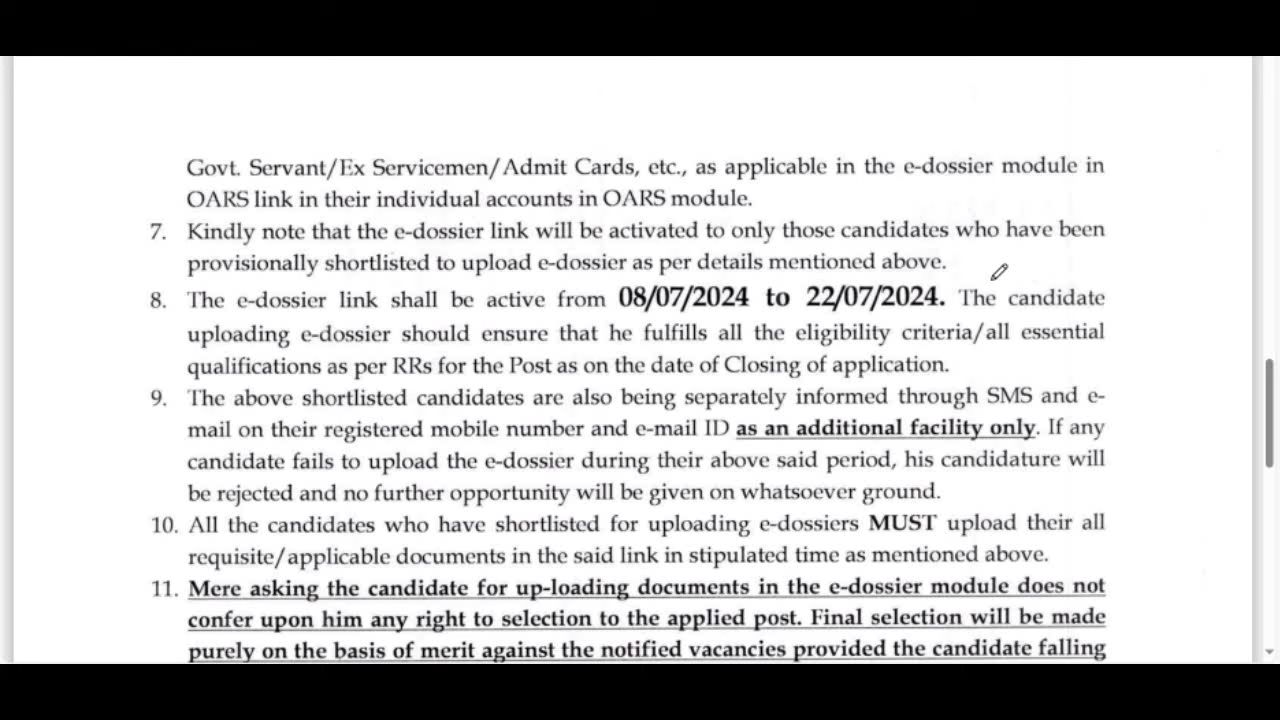 Govt. Servant/Ex Servicemen/Admit Cards, etc., as applicable in the e-dossier module in
OARS link in their individual accounts in OARS module.
7. Kindly note that the e-dossier link will be activated to only those candidates who have been
provisionally shortlisted to upload e-dossier as per details mentioned above.
8. The e-dossier link shall be active from 08/07/2024 to 22/07/2024. The candidate
uploading e-dossier should ensure that he fulfills all the eligibility criteria/all essential
qualifications as per RRs for the Post as on the date of Closing of application.
9. The above shortlisted candidates are also being separately informed through SMS and e-
mail on their registered mobile number and e-mail ID as an additional facility only. If any
candidate fails to upload the e-dossier during their above said period, his candidature will
be rejected and no further opportunity will be given on whatsoever ground.
10. All the candidates who have shortlisted for uploading e-dossiers MUST upload their all
requisite/applicable documents in the said link in stipulated time as mentioned above.
11. Mere asking the candidate for up-loading documents in the e-dossier module does not
confer upon him any right to selection to the applied post. Final selection will be made
purely on the basis of merit against the notified vacancies provided the candidate falling